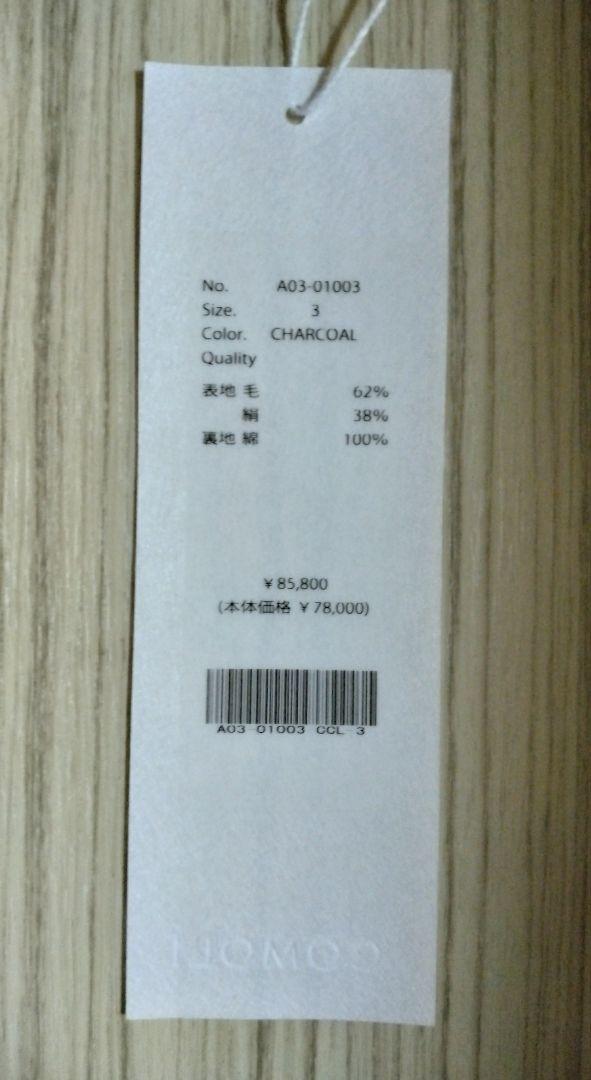 No. A03-01003
Size. 3
Color. CHARCOAL
Quality
表地 毛 62%
絹 38%
裏地 綿 100%
¥85,800
(本体価格 ¥78,000)
A03-01003 CCL 3
COMOLI